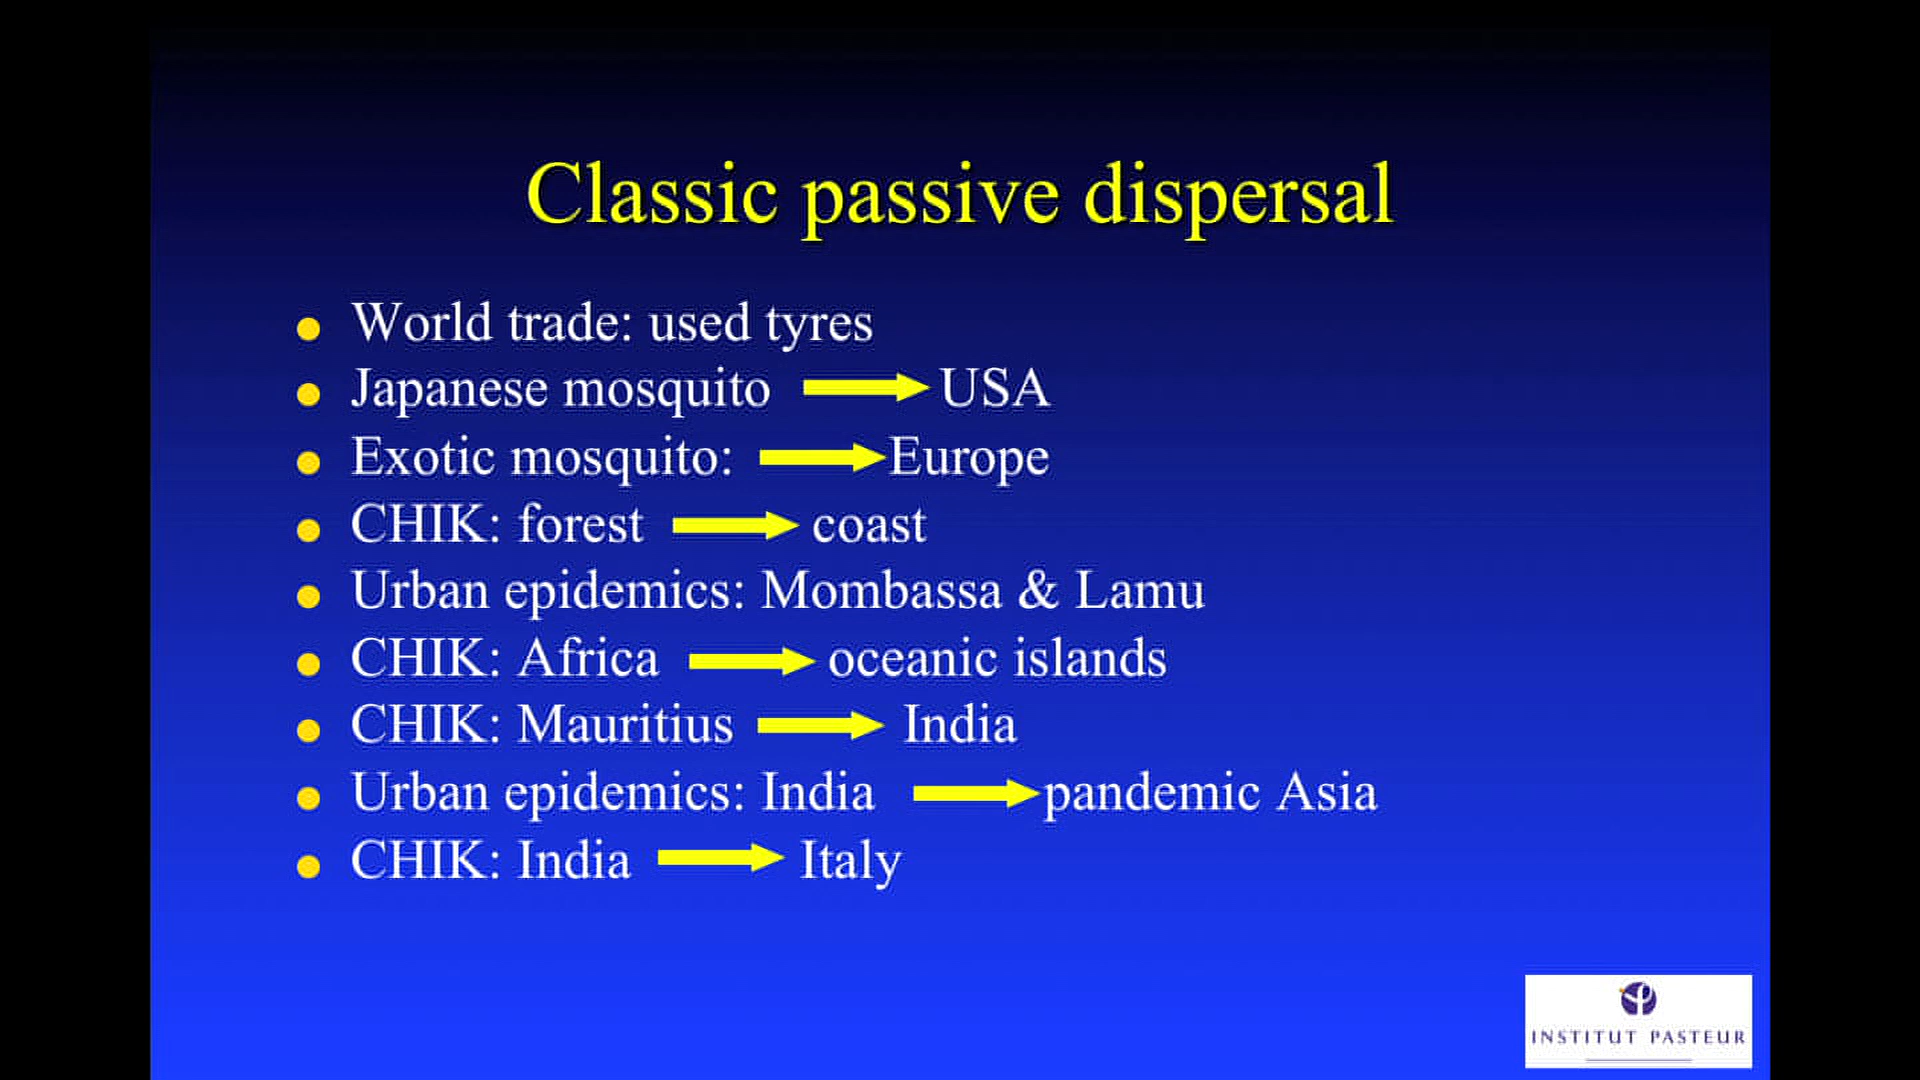 Classic passive dispersal
World trade: used tyres
Japanese mosquito USA
Exotic mosquito: Europe
CHIK: forest coast
Urban epidemics: Mombassa & Lamu
CHIK: Africa oceanic islands
CHIK: Mauritius India
Urban epidemics: India pandemic Asia
CHIK: India Italy
INSTITUT PASTEUR